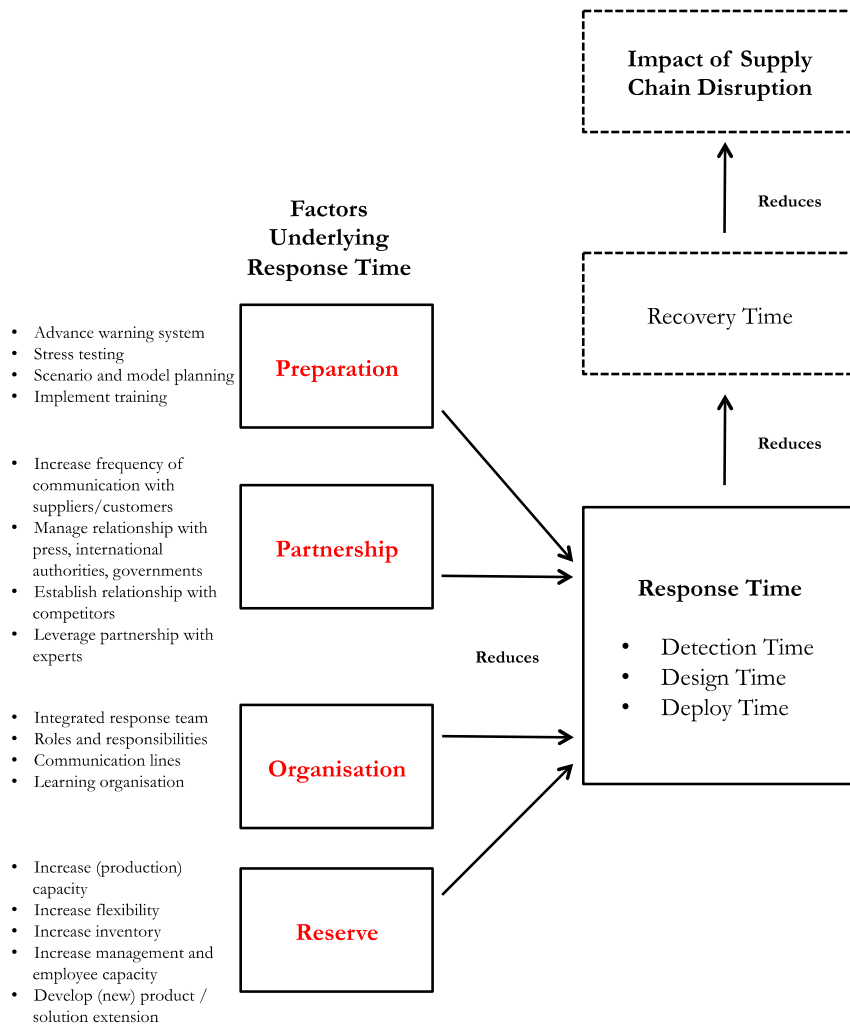 Impact of Supply
Chain Disruption
Reduces
Factors
Underlying
Response Time
Recovery Time
• Advance warning system
• Stress testing
• Scenario and model planning
• Implement training
Preparation
Reduces
• Increase frequency of
communication with
suppliers/customers
• Manage relationship with
press, international
authorities, governments
• Establish relationship with
competitors
• Leverage partnership with
experts
Partnership
Reduces
Response Time
• Detection Time
• Design Time
• Deploy Time
• Integrated response team
• Roles and responsibilities
• Communication lines
• Learning organisation
Organisation
• Increase (production)
capacity
• Increase flexibility
• Increase inventory
• Increase management and
employee capacity
• Develop (new) product /
solution extension
Reserve